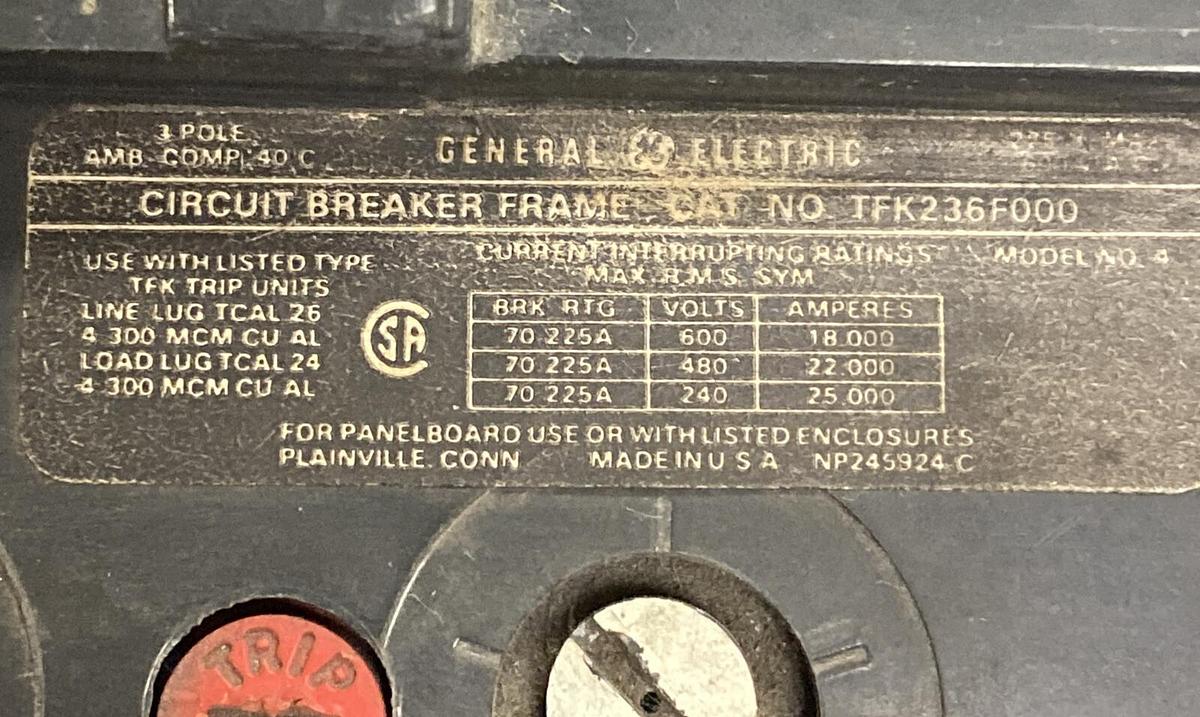 3 POLE
AMB COMP. 40 C
GENERAL GE ELECTRIC
CIRCUIT BREAKER FRAME CAT NO TFK236F000
USE WITH LISTED TYPE
TFK TRIP UNITS
LINE LUG TCAL 26
4 300 MCM CU AL
LOAD LUG TCAL 24
4 300 MCM CU AL
SA
CURRENT INTERRUPTING RATINGS
MAX R.M.S. SYM
MODEL NO. 4
BRK RTG VOLTS AMPERES
70 225A 600 18.000
70 225A 480 22.000
70 225A 240 25.000
FOR PANELBOARD USE OR WITH LISTED ENCLOSURES
PLAINVILLE. CONN MADE IN U S A NP245924-C
TRIP